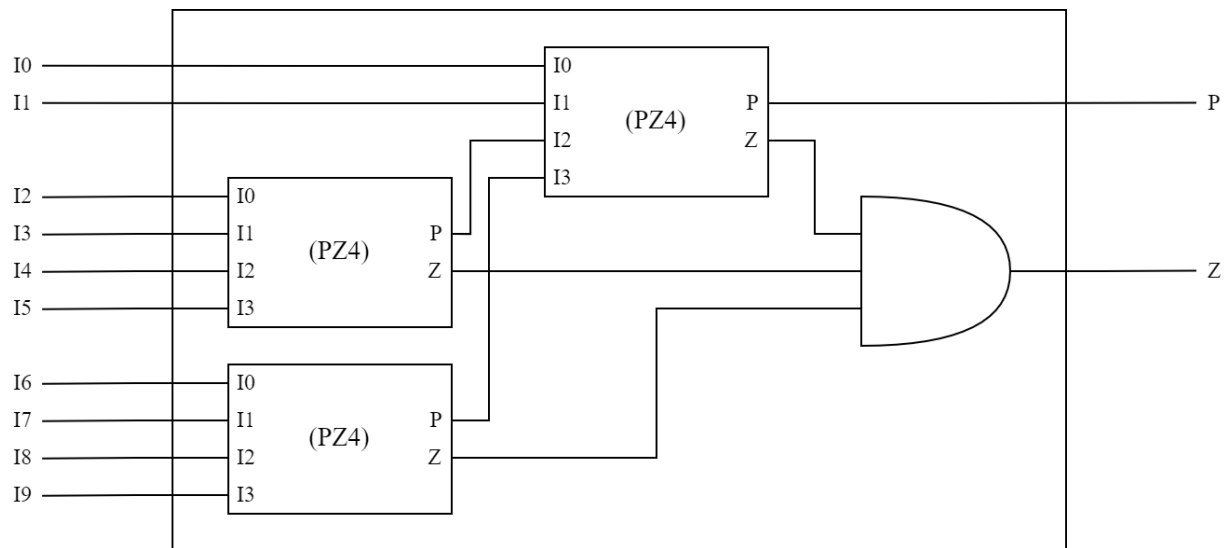 I0 I0
I1 I1 (PZ4) P P
I2 Z
I3
I2 I0
I3 I1 (PZ4) P
I4 I2 Z Z
I5 I3
I6 I0
I7 I1 (PZ4) P
I8 I2 Z
I9 I3